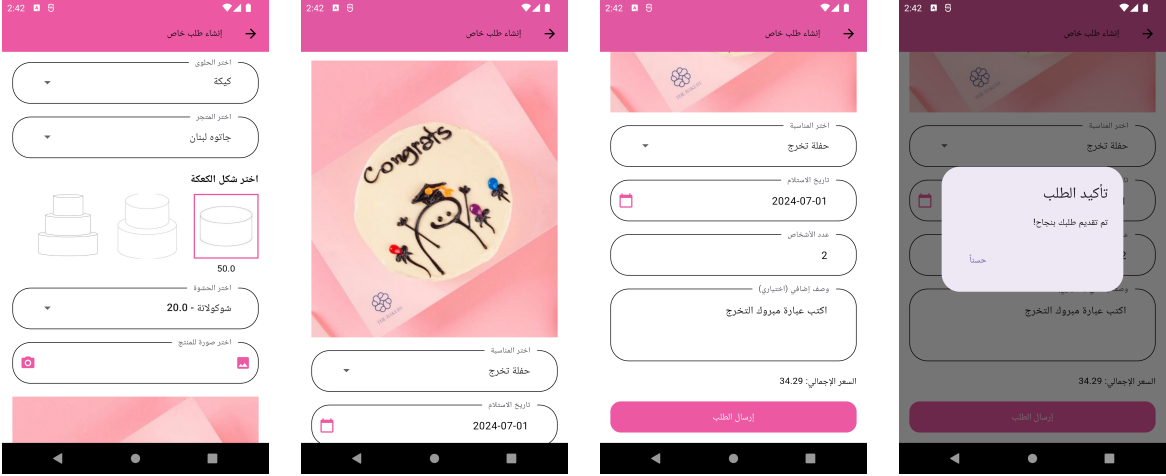 2:42
إنشاء طلب خاص
اختر الحلوى
كيكة
اختر المتجر
جاتوه لبنان
اختر شكل الكعكة
50.0
اختر الحشوة
شوكولاتة - 20.0
اختر صورة للمنتج
2:42
إنشاء طلب خاص
Congrats
اختر المناسبة
حفلة تخرج
تاريخ الاستلام
2024-07-01
2:42
إنشاء طلب خاص
اختر المناسبة
حفلة تخرج
تاريخ الاستلام
2024-07-01
عدد الأشخاص
2
وصف إضافي (اختياري)
اكتب عبارة مبروك التخرج
السعر الإجمالي: 34.29
إرسال الطلب
2:42
إنشاء طلب خاص
اختر المناسبة
حفلة تخرج
تأكيد الطلب
تم تقديم طلبك بنجاح!
حسناً
اكتب عبارة مبروك التخرج
السعر الإجمالي: 34.29
إرسال الطلب